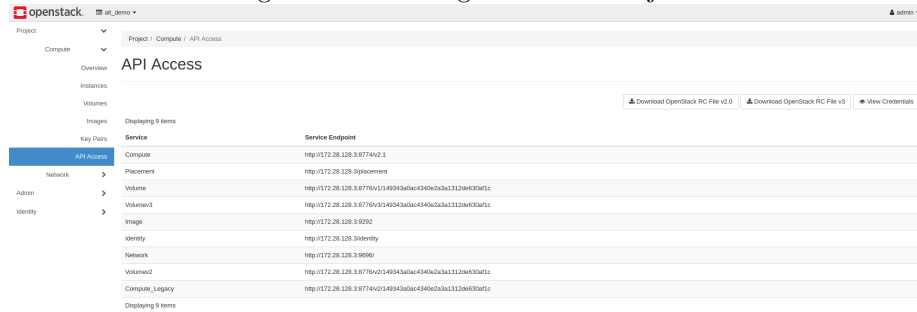 openstack. alt_demo admin
Project
Project / Compute / API Access
Compute
API Access
Overview
Instances
Download OpenStack RC File v2.0 Download OpenStack RC File v3 View Credentials
Volumes
Images
Displaying 9 items
Key Pairs
Service Service Endpoint
API Access
Compute http://172.28.128.3:8774/v2.1
Network
Placement http://172.28.128.3/placement
Admin
Volume http://172.28.128.3:8776/v1/149343a0ac4340e2a3a1312de630af1c
Identity
Volumev3 http://172.28.128.3:8776/v3/149343a0ac4340e2a3a1312de630af1c
Image http://172.28.128.3:9292
Identity http://172.28.128.3/identity
Network http://172.28.128.3:9696/
Volumev2 http://172.28.128.3:8776/v2/149343a0ac4340e2a3a1312de630af1c
Compute_Legacy http://172.28.128.3:8774/v2/149343a0ac4340e2a3a1312de630af1c
Displaying 9 items